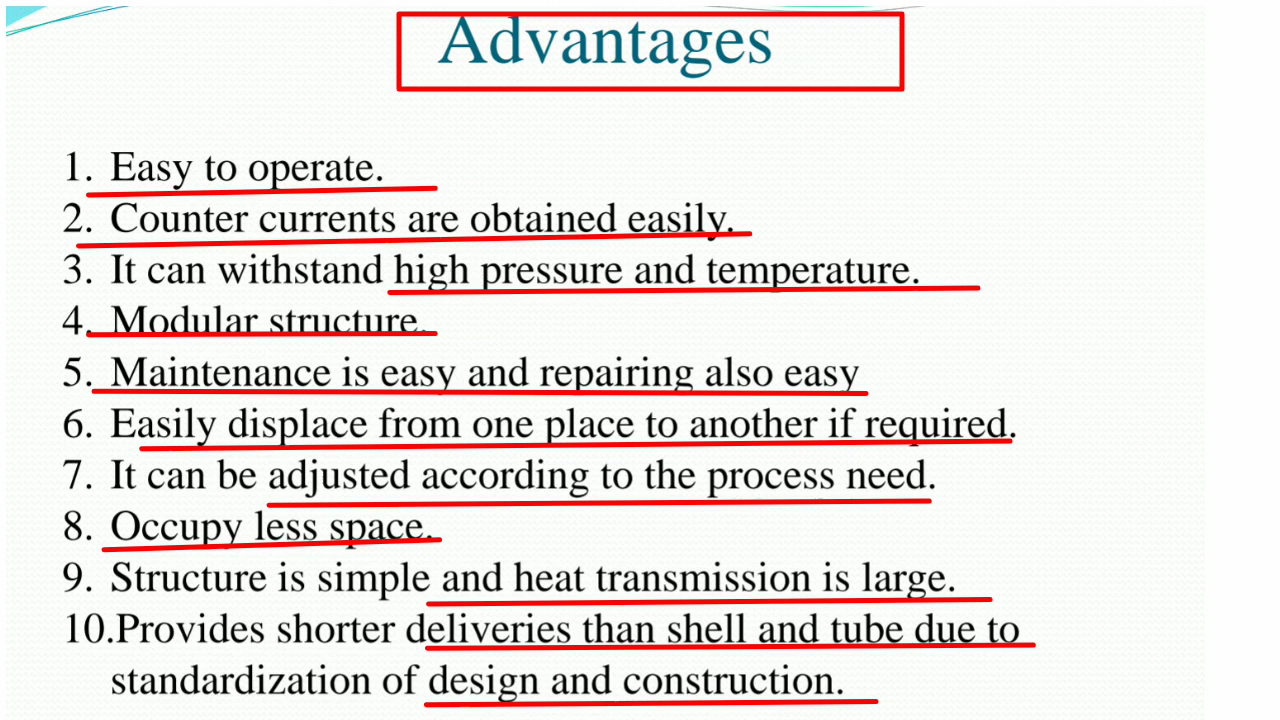 Advantages
1. Easy to operate.
2. Counter currents are obtained easily.
3. It can withstand high pressure and temperature.
4. Modular structure.
5. Maintenance is easy and repairing also easy
6. Easily displace from one place to another if required.
7. It can be adjusted according to the process need.
8. Occupy less space.
9. Structure is simple and heat transmission is large.
10.Provides shorter deliveries than shell and tube due to
standardization of design and construction.